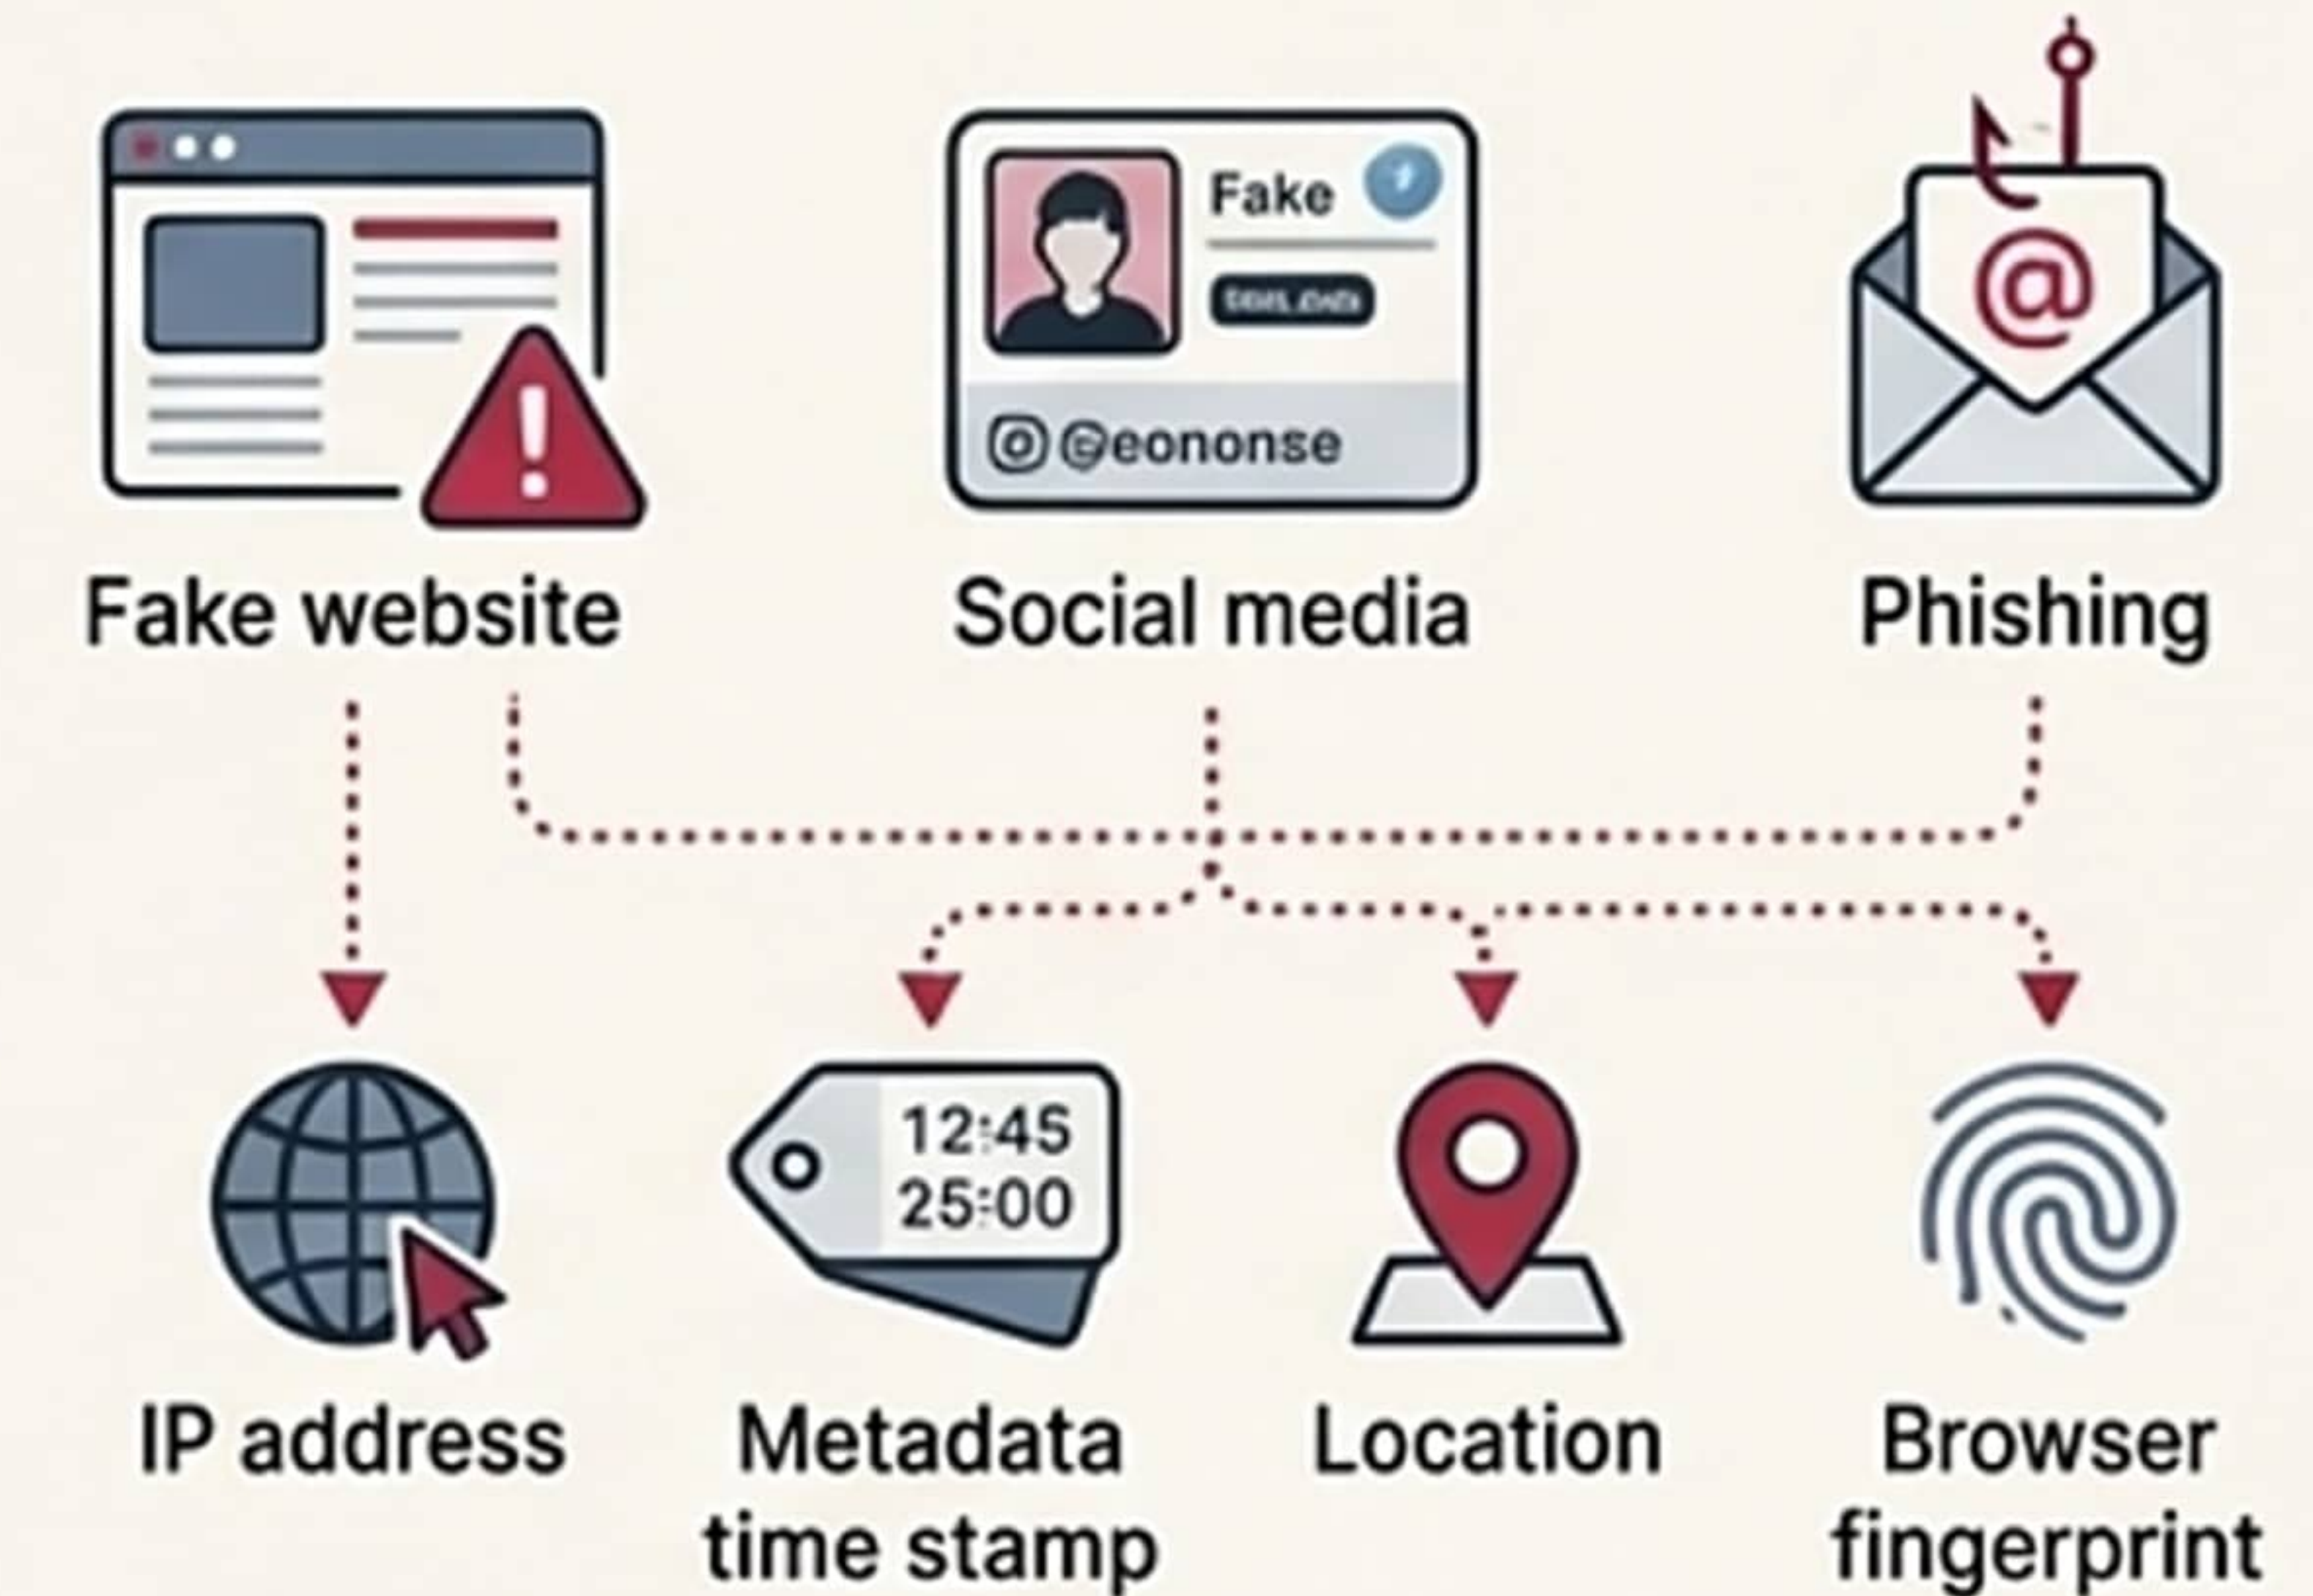 Fake
@eononse
@
Fake website
Social media
Phishing
12:45
25:00
IP address
Metadata
time stamp
Location
Browser
fingerprint